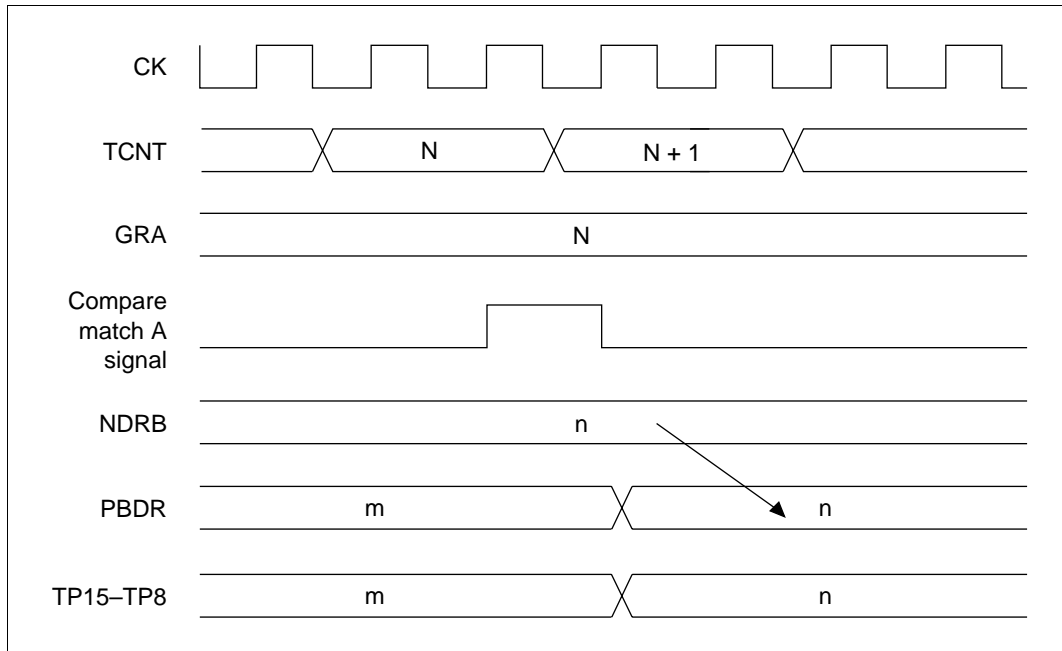 CK
TCNT
N
N + 1
GRA
N
Compare
match A
signal
NDRB
n
PBDR
m
n
TP15–TP8
m
n